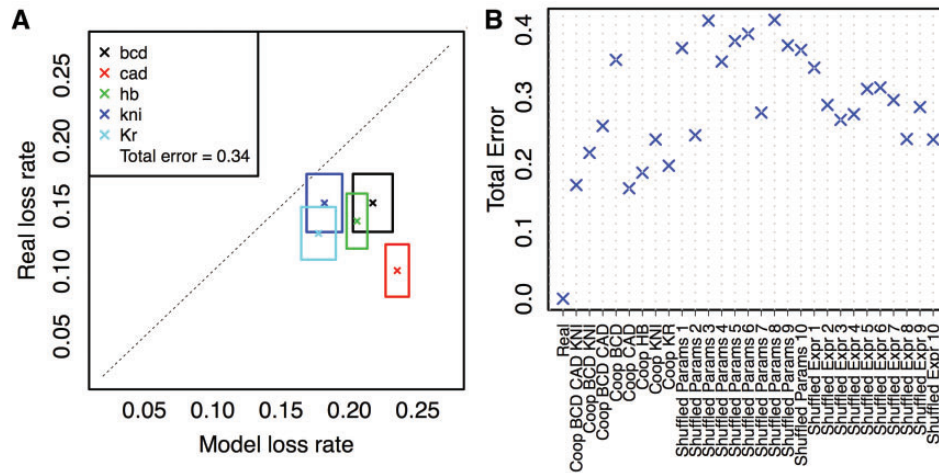 A
bcd
cad
hb
kni
Kr
Total error = 0.34
Real loss rate
0.25
0.20
0.15
0.10
0.05
0.05
0.10
0.15
0.20
0.25
Model loss rate
B
Total Error
0.4
0.3
0.2
0.1
0.0
Real
Coop BCD CAD KNI
Coop BCD KNI
Coop BCD CAD
Coop BCD
Coop CAD
Coop HB
Coop KNI
Coop KR
Shuffled Params 1
Shuffled Params 2
Shuffled Params 3
Shuffled Params 4
Shuffled Params 5
Shuffled Params 6
Shuffled Params 7
Shuffled Params 8
Shuffled Params 9
Shuffled Params 10
Shuffled Expr 1
Shuffled Expr 2
Shuffled Expr 3
Shuffled Expr 4
Shuffled Expr 5
Shuffled Expr 6
Shuffled Expr 7
Shuffled Expr 8
Shuffled Expr 9
Shuffled Expr 10